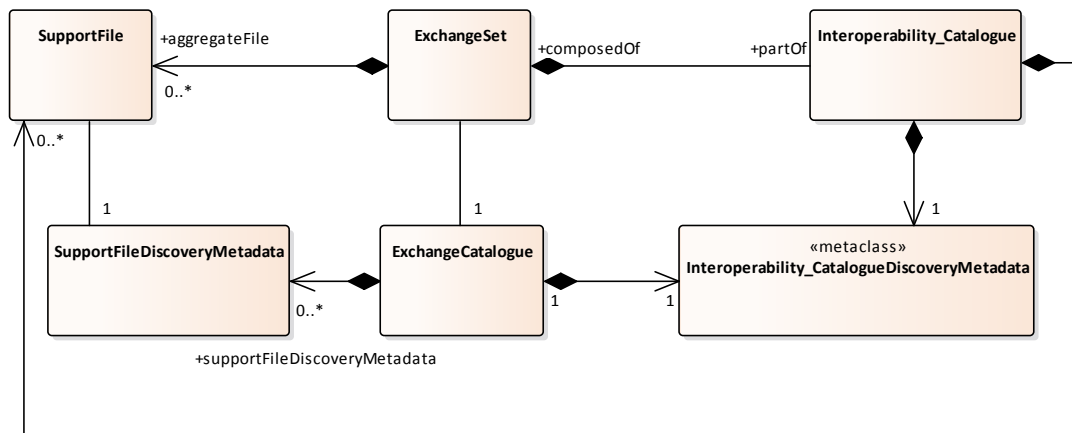 SupportFile
+aggregateFile
0..*
ExchangeSet
+composedOf
+partOf
Interoperability_Catalogue
0..*
1
1
1
SupportFileDiscoveryMetadata
0..*
+supportFileDiscoveryMetadata
ExchangeCatalogue
1
1
«metaclass»
Interoperability_CatalogueDiscoveryMetadata